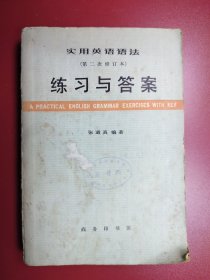 实用英语语法
(第二次修订本)
练习与答案
A PRACTICAL ENGLISH GRAMMAR EXERCISES WITH KEY
张道真 编著
商务印书馆